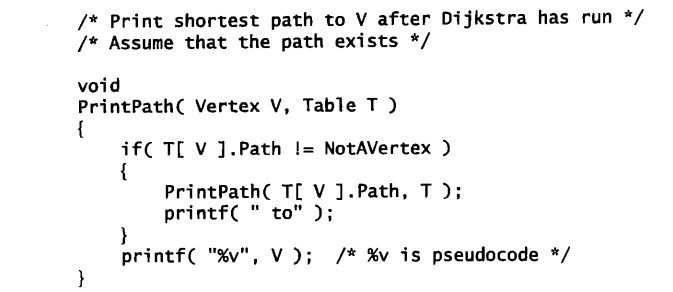 /* Print shortest path to V after Dijkstra has run */
/* Assume that the path exists */
void
PrintPath( Vertex V, Table T )
{
if( T[ V ].Path != NotAVertex )
{
PrintPath( T[ V ].Path, T );
printf( " to" );
}
printf( "%v", V ); /* %v is pseudocode */
}